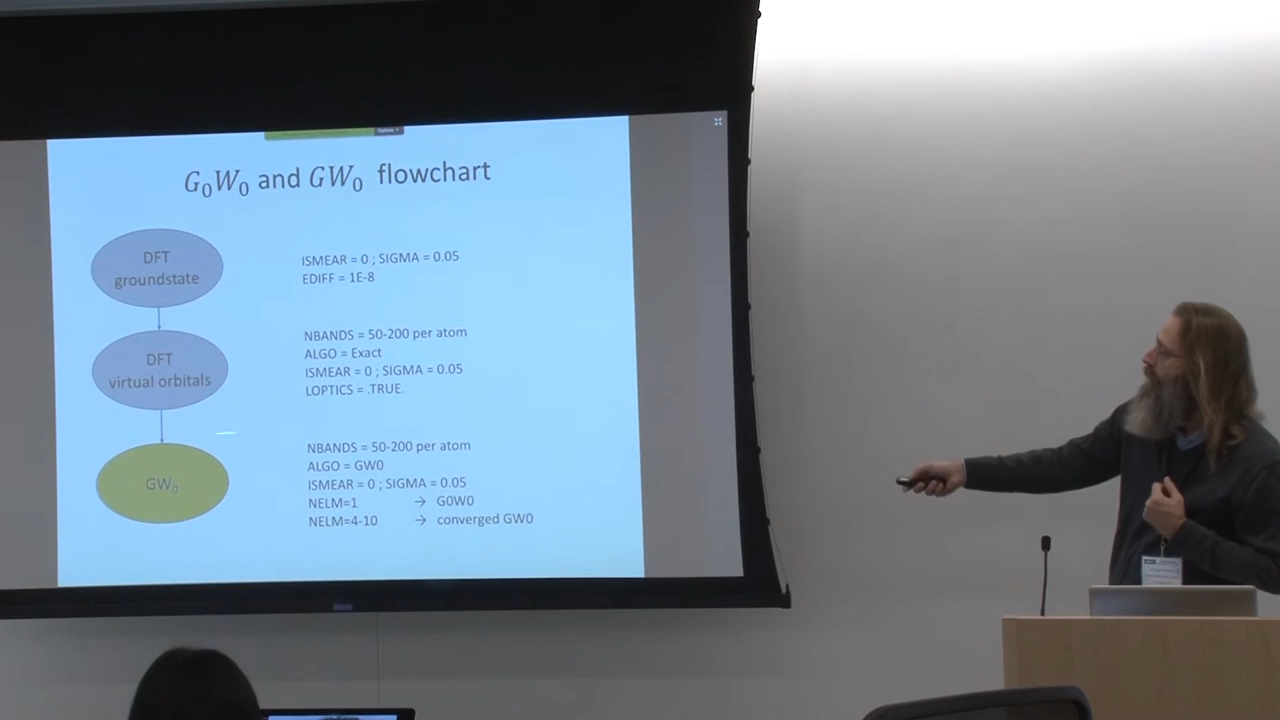 Options
G₀W₀ and GW₀ flowchart
DFT
groundstate
ISMEAR = 0 ; SIGMA = 0.05
EDIFF = 1E-8
DFT
virtual orbitals
NBANDS = 50-200 per atom
ALGO = Exact
ISMEAR = 0 ; SIGMA = 0.05
LOPTICS = .TRUE.
GW₀
NBANDS = 50-200 per atom
ALGO = GW0
ISMEAR = 0 ; SIGMA = 0.05
NELM=1 → G0W0
NELM=4-10 → converged GW0